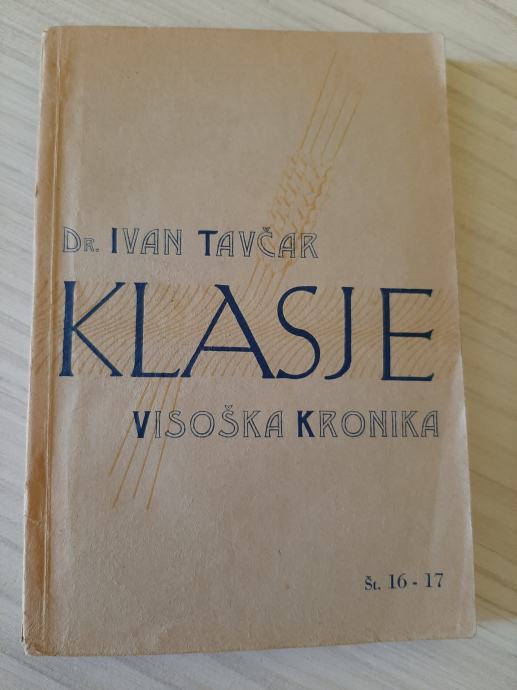 Dr. Ivan Tavčar
KLASJE
Visoška Kronika
Št. 16 - 17